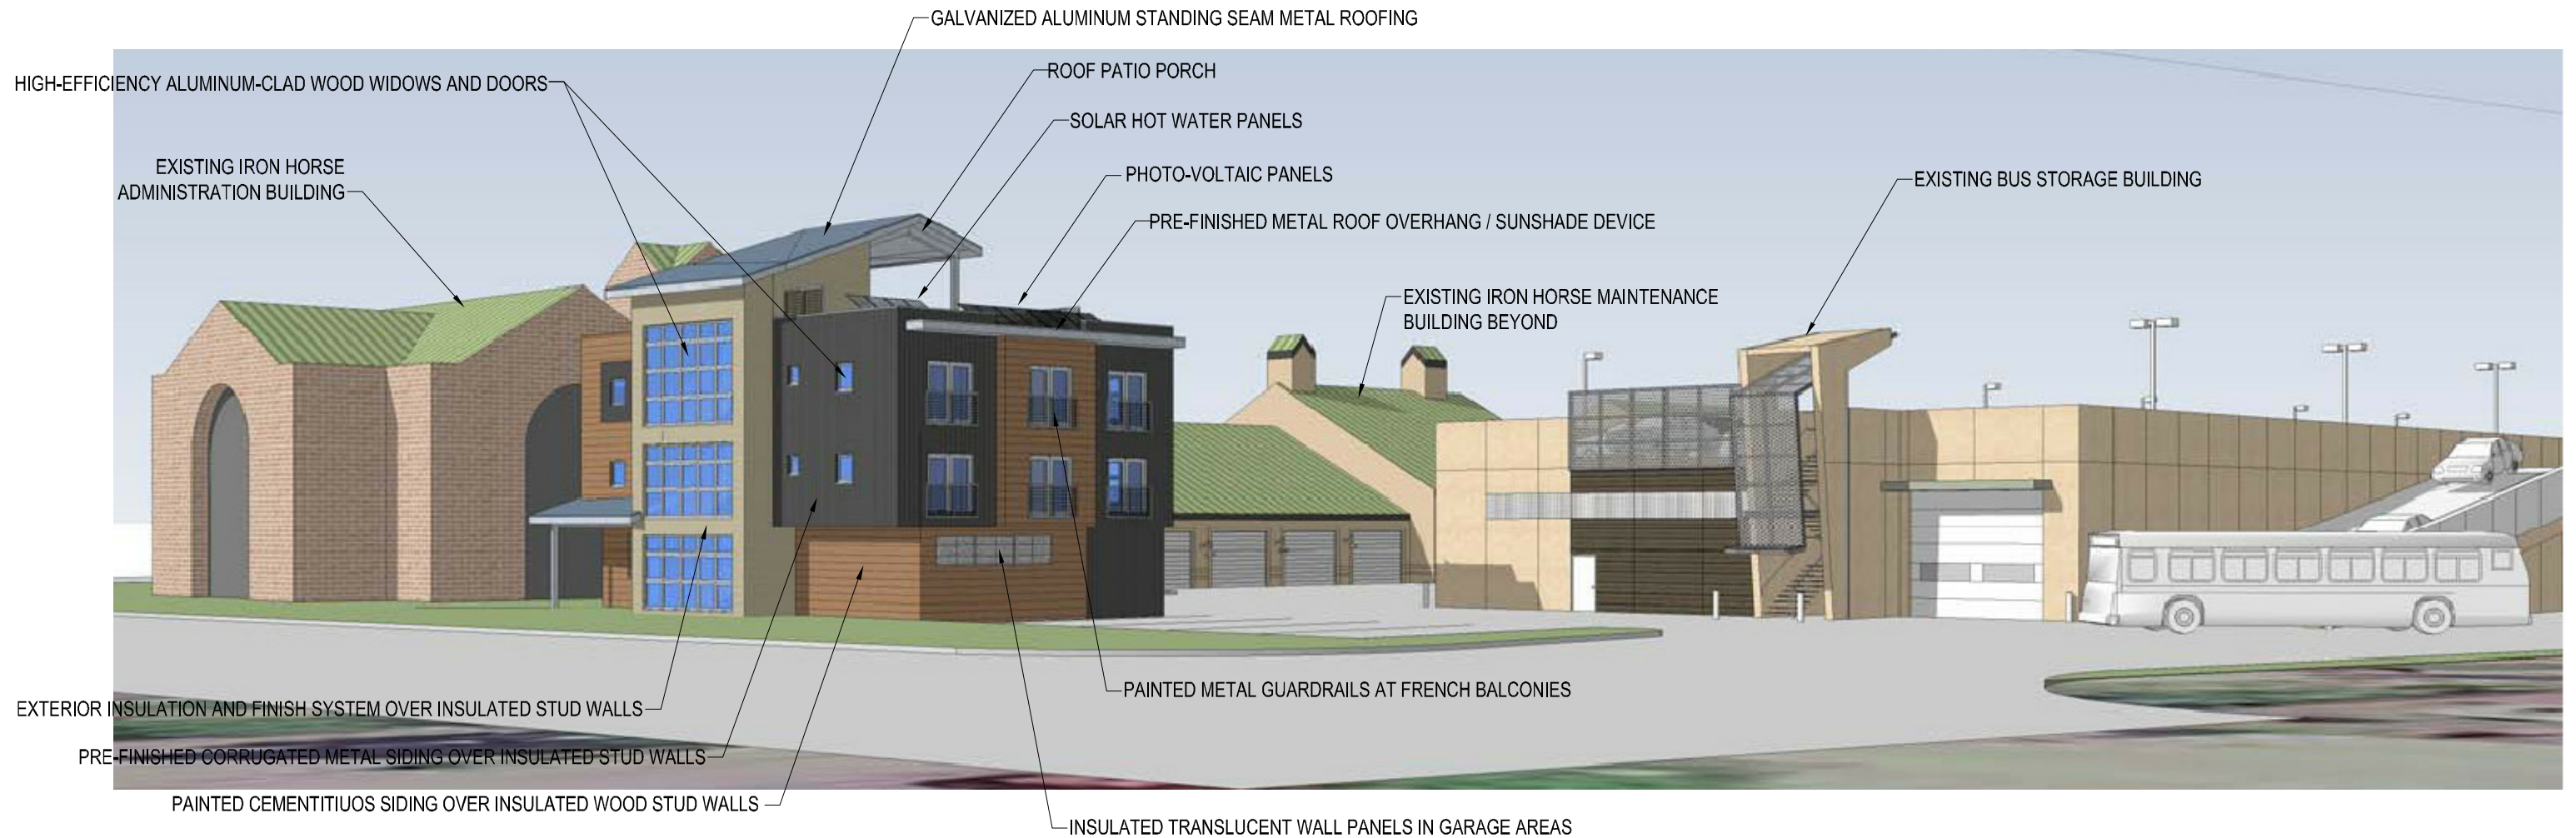 GALVANIZED ALUMINUM STANDING SEAM METAL ROOFING
HIGH-EFFICIENCY ALUMINUM-CLAD WOOD WIDOWS AND DOORS
ROOF PATIO PORCH
SOLAR HOT WATER PANELS
EXISTING IRON HORSE
ADMINISTRATION BUILDING
PHOTO-VOLTAIC PANELS
EXISTING BUS STORAGE BUILDING
PRE-FINISHED METAL ROOF OVERHANG / SUNSHADE DEVICE
EXISTING IRON HORSE MAINTENANCE
BUILDING BEYOND
PAINTED METAL GUARDRAILS AT FRENCH BALCONIES
EXTERIOR INSULATION AND FINISH SYSTEM OVER INSULATED STUD WALLS
PRE-FINISHED CORRUGATED METAL SIDING OVER INSULATED STUD WALLS
PAINTED CEMENTITIUOS SIDING OVER INSULATED WOOD STUD WALLS
INSULATED TRANSLUCENT WALL PANELS IN GARAGE AREAS